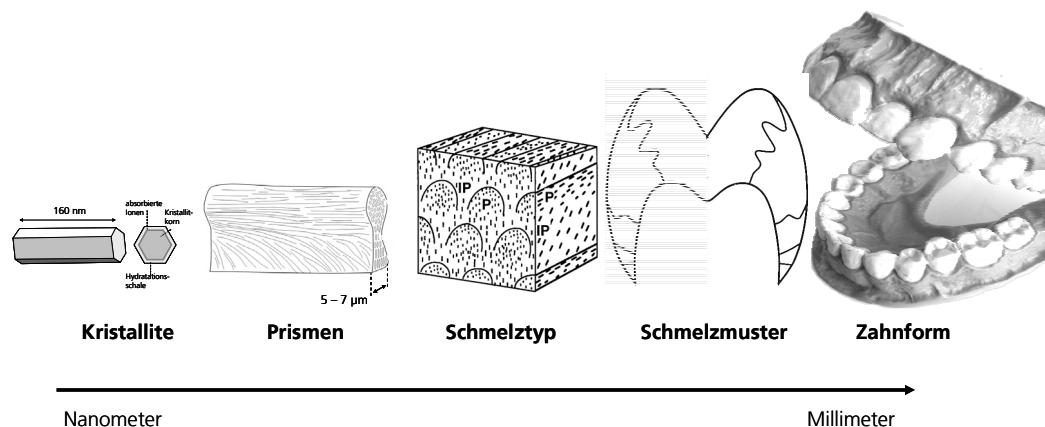 160 nm
absorbierte
Ionen
Kristallit-
korn
Hydratations-
schale
5 – 7 µm
IP
P
P
IP
Kristallite
Prismen
Schmelztyp
Schmelzmuster
Zahnform
Nanometer
Millimeter